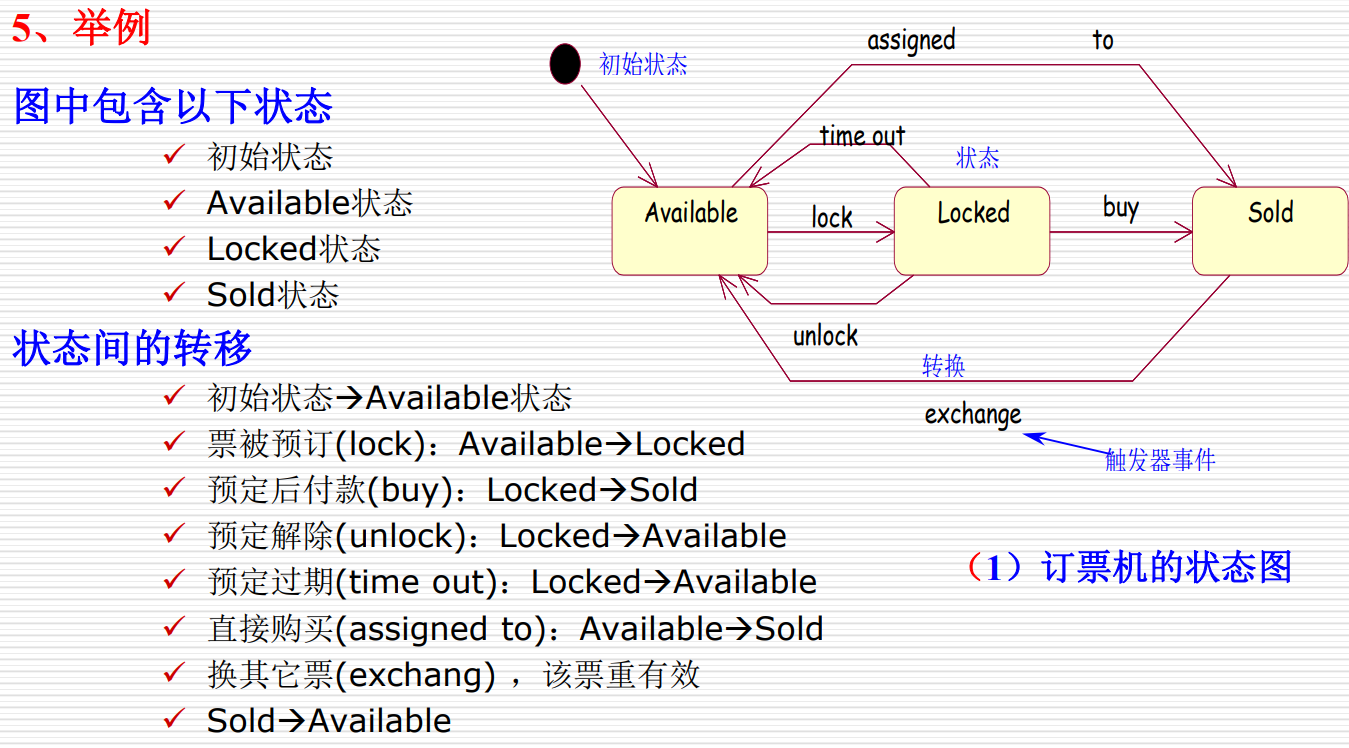 5、举例
图中包含以下状态
✓ 初始状态
✓ Available状态
✓ Locked状态
✓ Sold状态
状态间的转移
✓ 初始状态→Available状态
✓ 票被预订(lock)：Available→Locked
✓ 预定后付款(buy)：Locked→Sold
✓ 预定解除(unlock)：Locked→Available
✓ 预定过期(time out)：Locked→Available
✓ 直接购买(assigned to)：Available→Sold
✓ 换其它票(exchang) ，该票重有效
✓ Sold→Available
assigned to
初始状态
time out
状态
Available
lock
Locked
buy
Sold
unlock
转换
exchange
触发器事件
（1）订票机的状态图